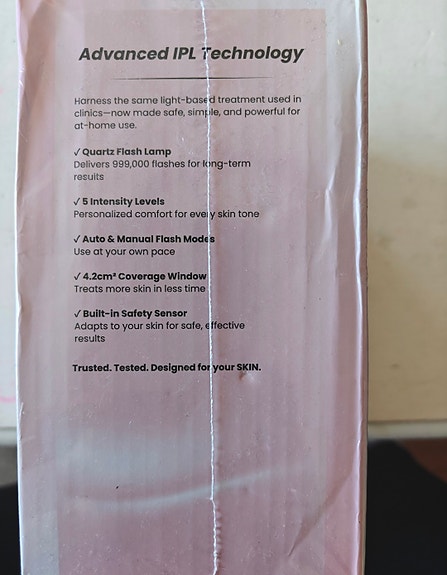 Advanced IPL Technology
Harness the same light-based treatment used in
clinics—now made safe, simple, and powerful for
at-home use.
✓ Quartz Flash Lamp
Delivers 999,000 flashes for long-term
results
✓ 5 Intensity Levels
Personalized comfort for every skin tone
✓ Auto & Manual Flash Modes
Use at your own pace
✓ 4.2cm² Coverage Window
Treats more skin in less time
✓ Built-in Safety Sensor
Adapts to your skin for safe, effective
results
Trusted. Tested. Designed for your SKIN.